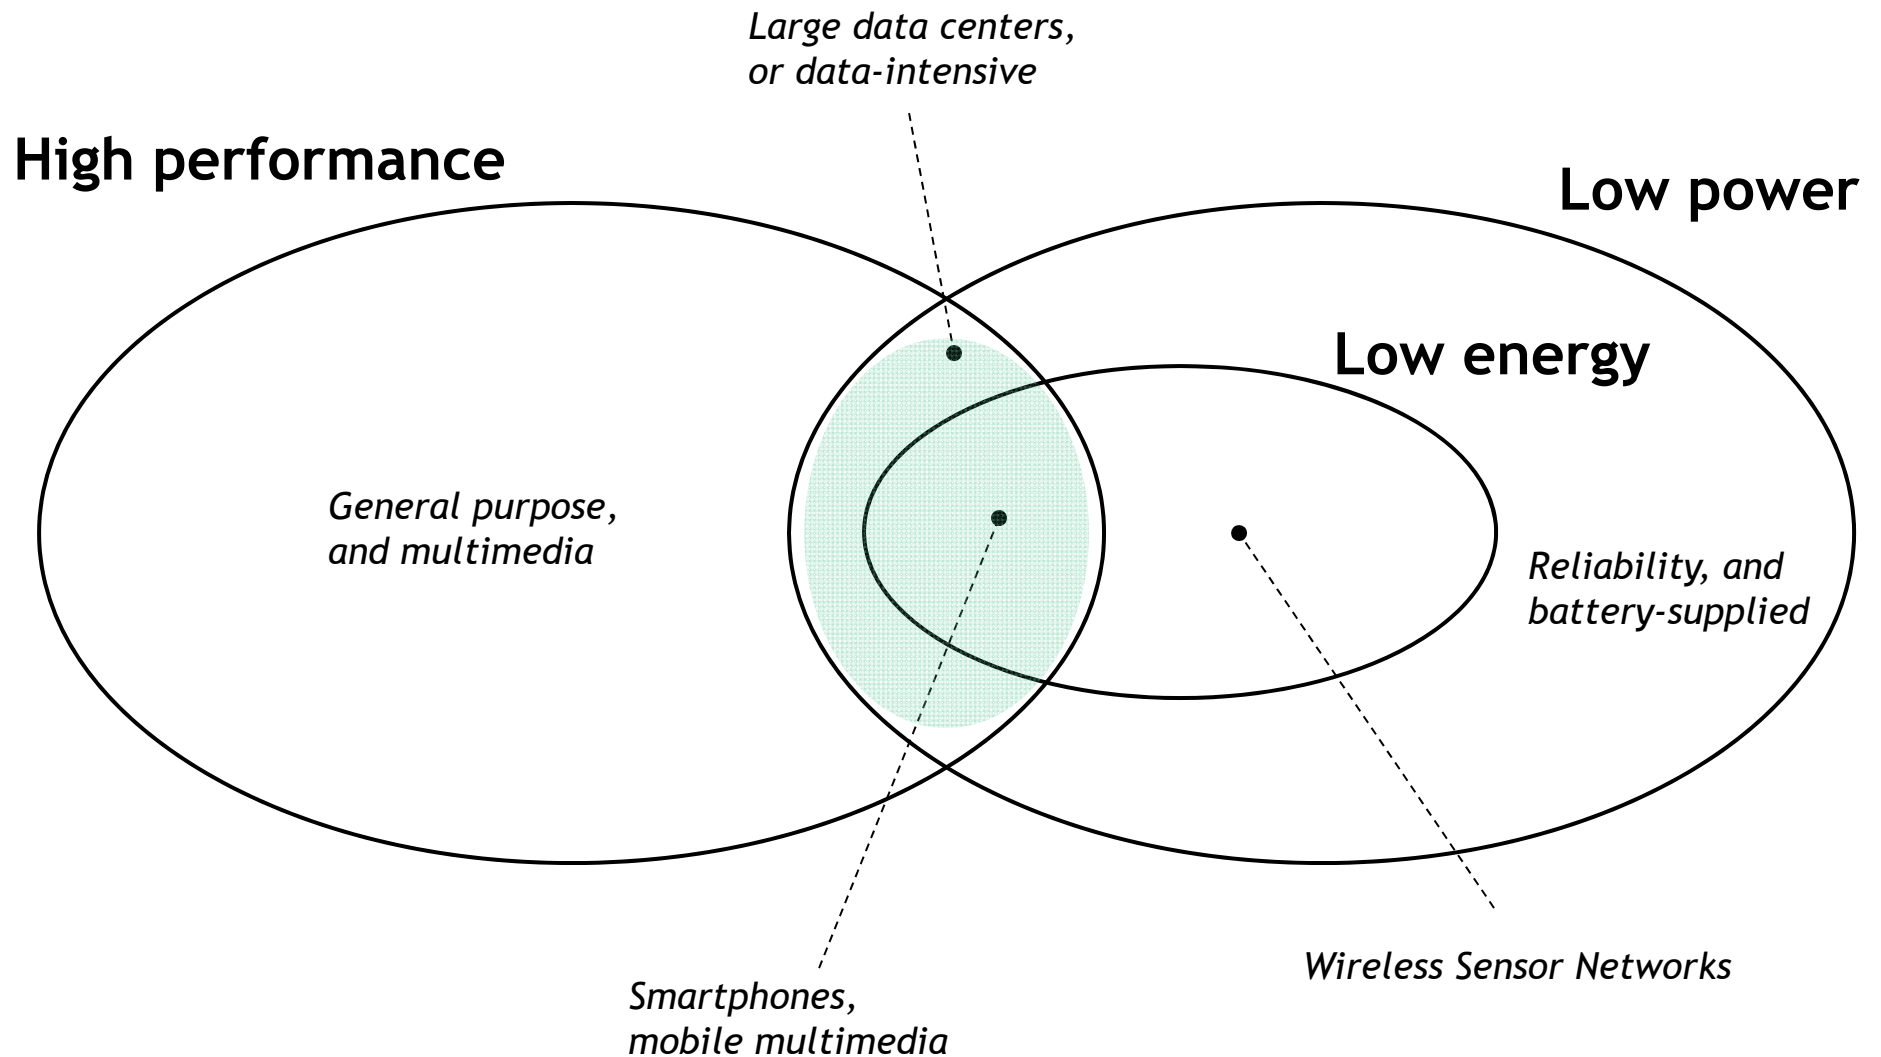 Large data centers,
or data-intensive
High performance
Low power
Low energy
General purpose,
and multimedia
Reliability, and
battery-supplied
Wireless Sensor Networks
Smartphones,
mobile multimedia